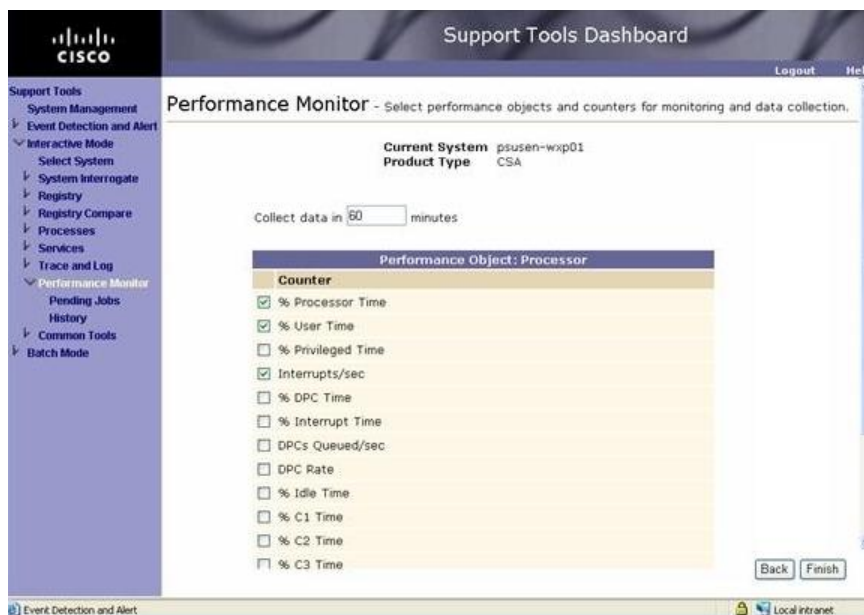 CISCO
Support Tools Dashboard
Logout Hel
Support Tools
System Management
Event Detection and Alert
Interactive Mode
Select System
System Interrogate
Registry
Registry Compare
Processes
Services
Trace and Log
Performance Monitor
Pending Jobs
History
Common Tools
Batch Mode
Performance Monitor - Select performance objects and counters for monitoring and data collection.
Current System psusen-wxp01
Product Type CSA
Collect data in 60 minutes
Performance Object: Processor
Counter
% Processor Time
% User Time
% Privileged Time
Interrupts/sec
% DPC Time
% Interrupt Time
DPCs Queued/sec
DPC Rate
% Idle Time
% C1 Time
% C2 Time
% C3 Time
Back Finish
Event Detection and Alert
Local intranet